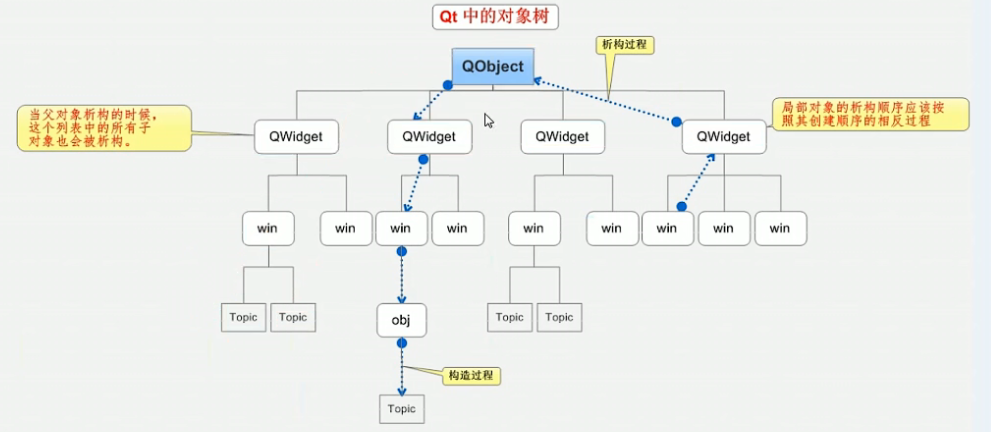 Qt 中的对象树
析构过程
QObject
当父对象析构的时候，
这个列表中的所有子
对象也会被析构。
局部对象的析构顺序应该按
照其创建顺序的相反过程
QWidget QWidget QWidget QWidget
win win win win win win win win win
Topic Topic obj Topic Topic
构造过程
Topic